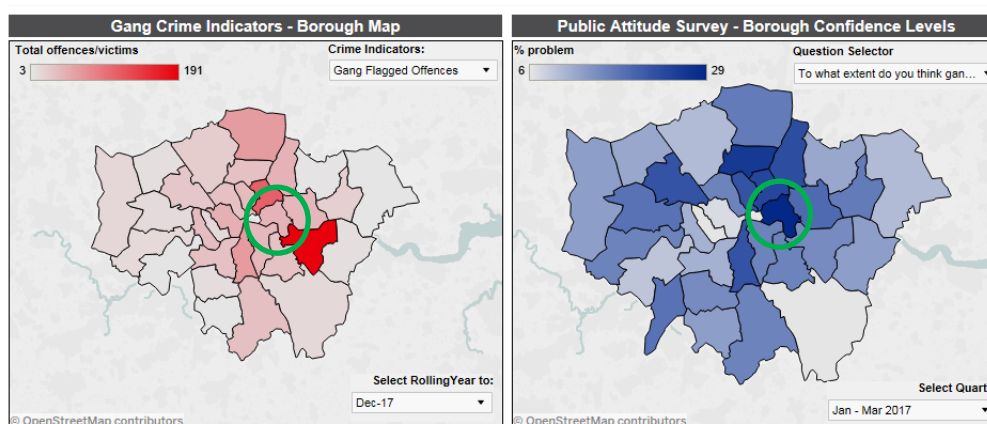 Gang Crime Indicators - Borough Map
Total offences/victims
3
191
Crime Indicators:
Gang Flagged Offences
Select RollingYear to:
Dec-17
© OpenStreetMap contributors
Public Attitude Survey - Borough Confidence Levels
% problem
6
29
Question Selector
To what extent do you think gan...
Select Quart
Jan - Mar 2017
© OpenStreetMap contributors